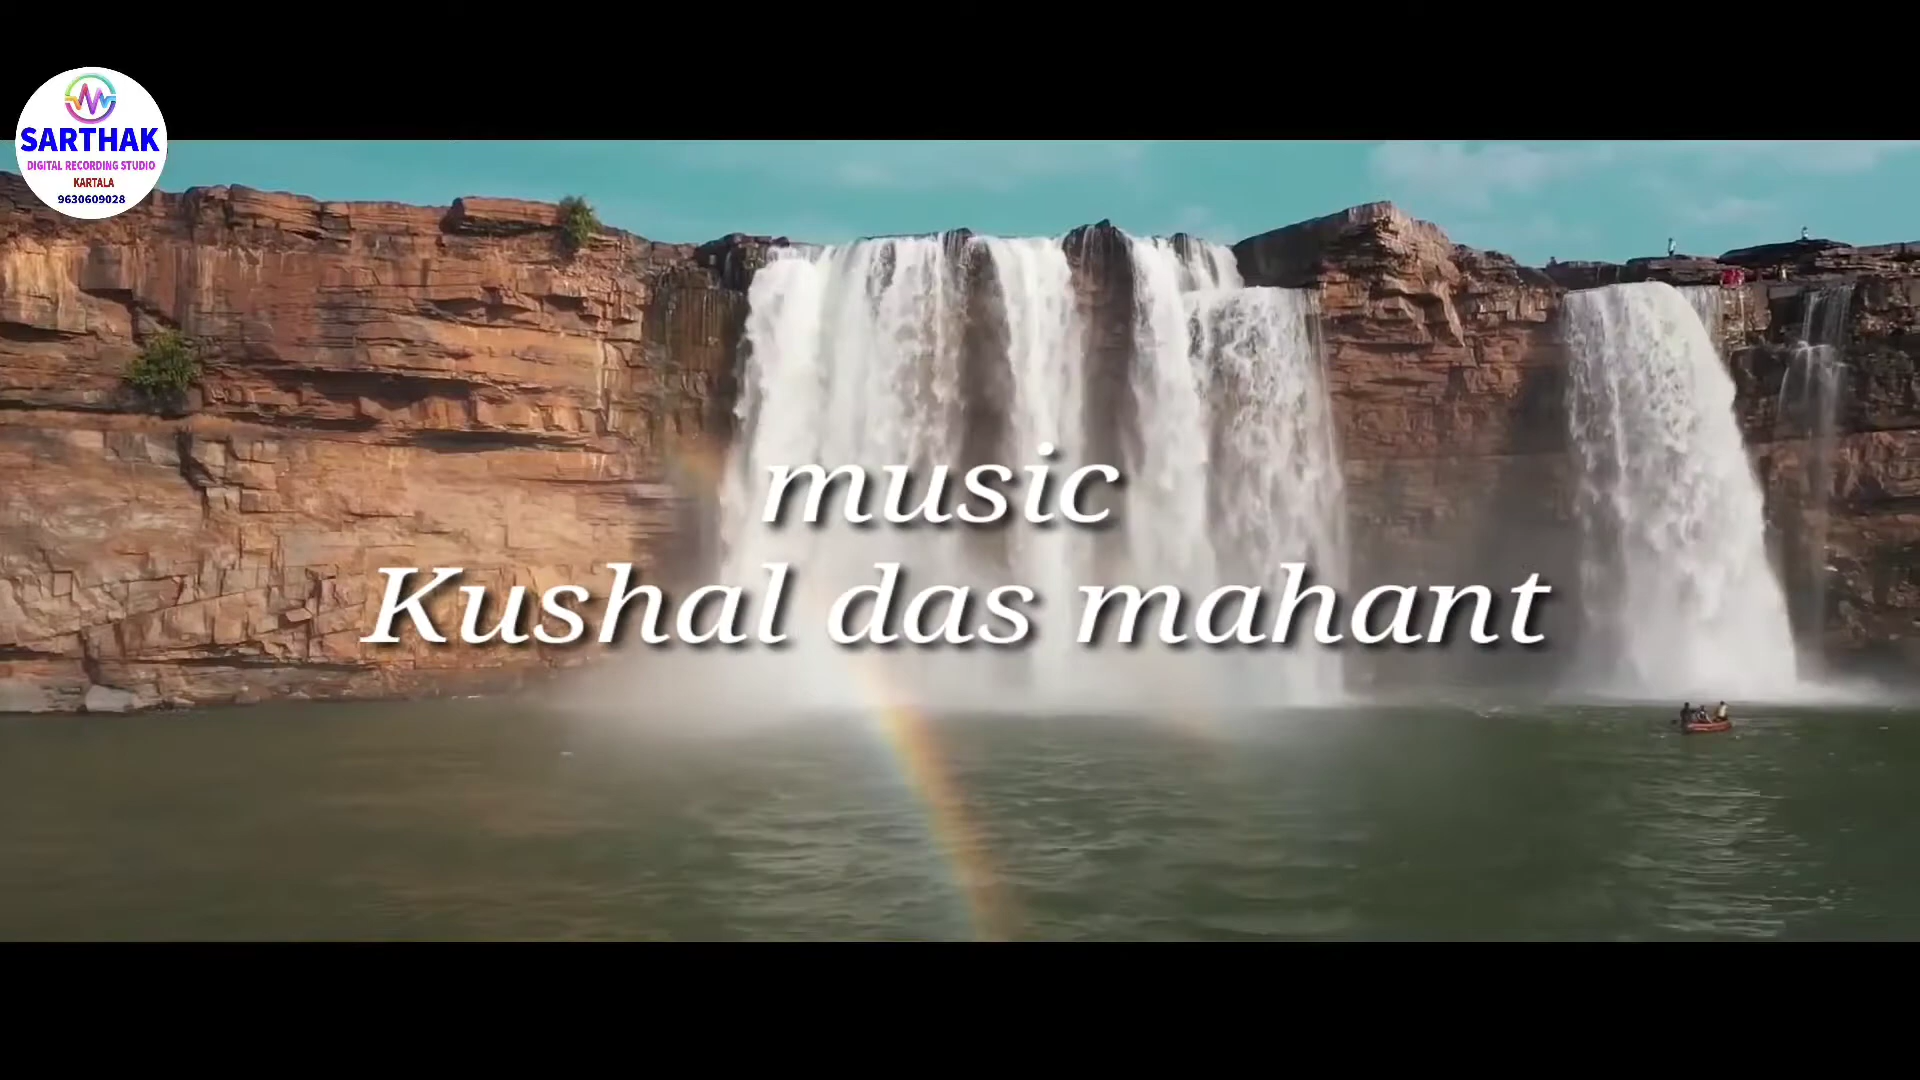 SARTHAK
DIGITAL RECORDING STUDIO
KARTALA
9630609028
music
Kushal das mahant